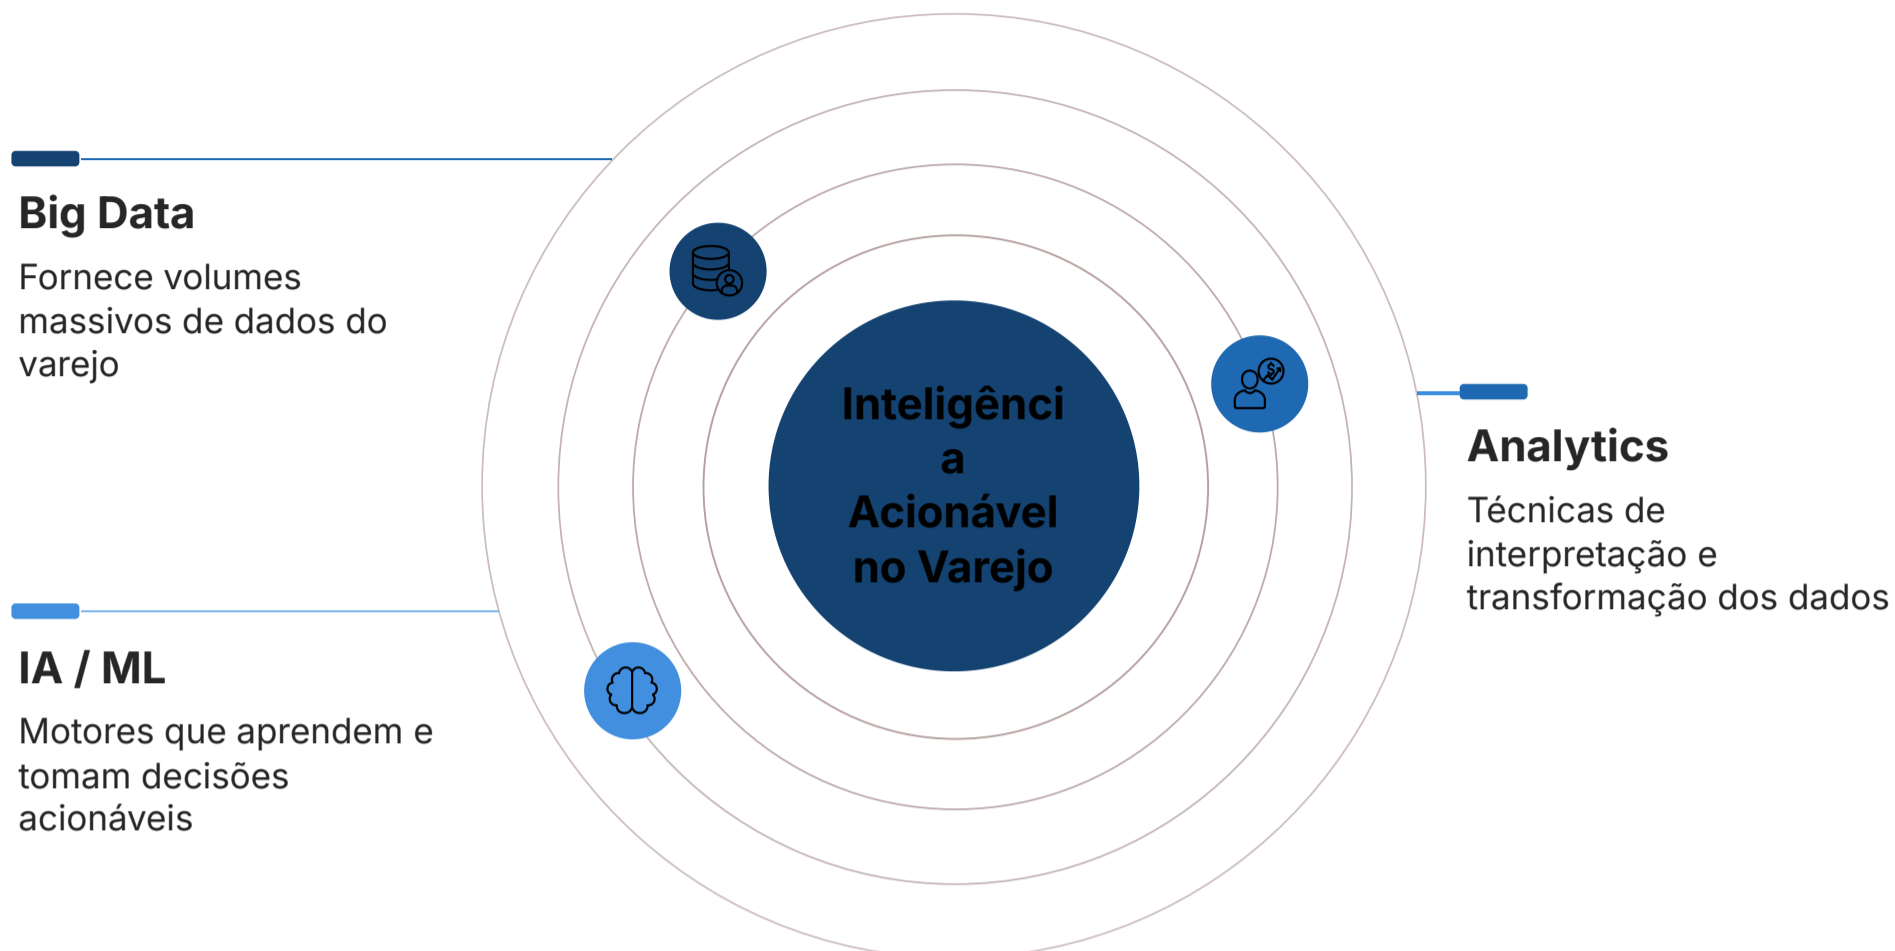 Big Data
Fornece volumes
massivos de dados do
varejo
IA / ML
Motores que aprendem e
tomam decisões
acionáveis
Inteligênci
a
Acionável
no Varejo
Analytics
Técnicas de
interpretação e
transformação dos dados